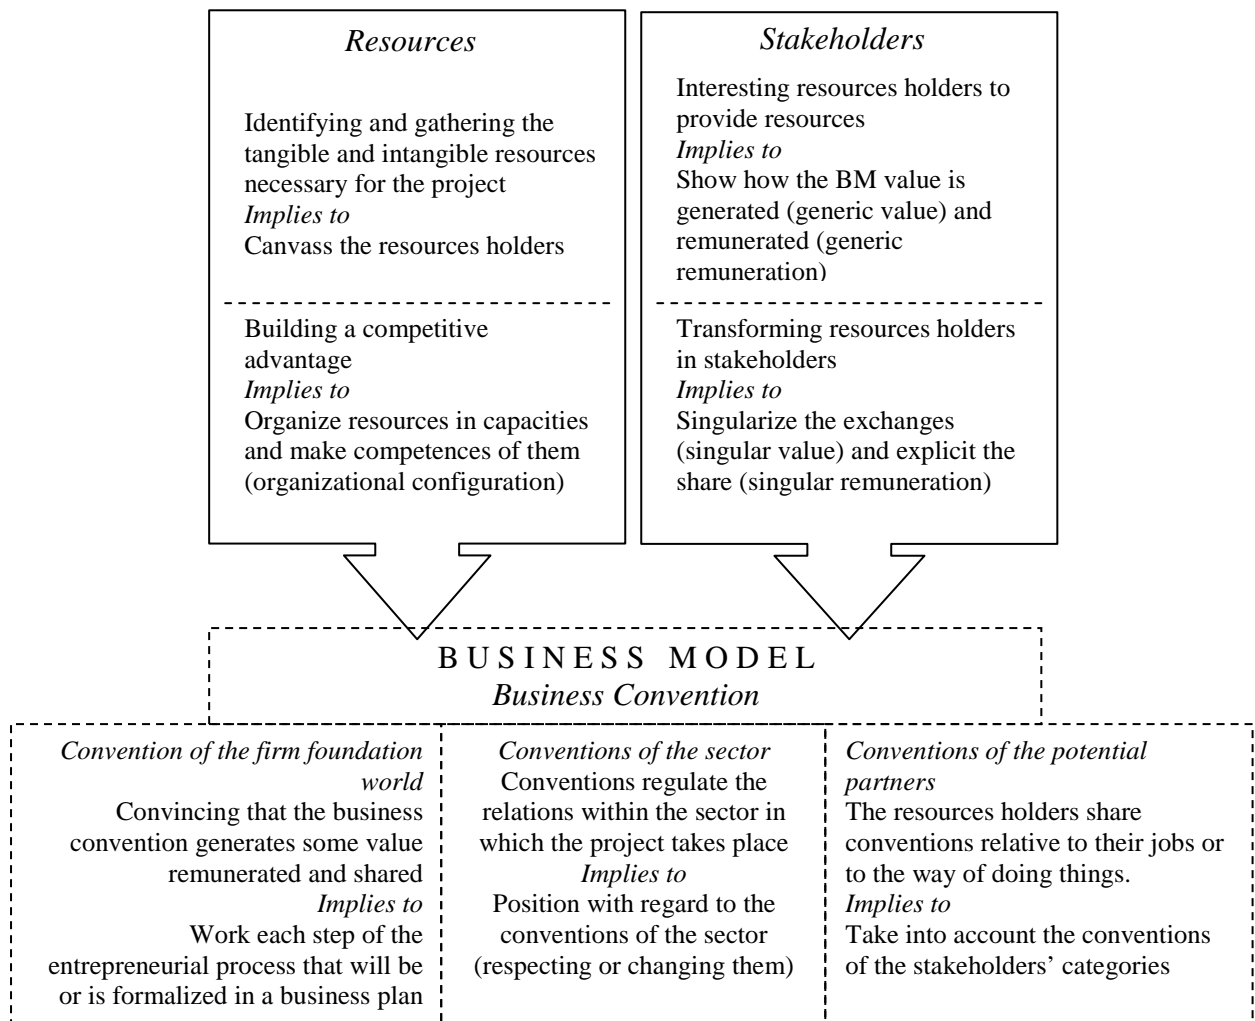 Resources
Identifying and gathering the
tangible and intangible resources
necessary for the project
Implies to
Canvass the resources holders
Building a competitive
advantage
Implies to
Organize resources in capacities
and make competences of them
(organizational configuration)
Stakeholders
Interesting resources holders to
provide resources
Implies to
Show how the BM value is
generated (generic value) and
remunerated (generic
remuneration)
Transforming resources holders
in stakeholders
Implies to
Singularize the exchanges
(singular value) and explicit the
share (singular remuneration)
BUSINESS MODEL
Business Convention
Convention of the firm foundation
world
Convincing that the business
convention generates some value
remunerated and shared
Implies to
Work each step of the
entrepreneurial process that will be
or is formalized in a business plan
Conventions of the sector
Conventions regulate the
relations within the sector in
which the project takes place
Implies to
Position with regard to the
conventions of the sector
(respecting or changing them)
Conventions of the potential
partners
The resources holders share
conventions relative to their jobs or
to the way of doing things.
Implies to
Take into account the conventions
of the stakeholders' categories